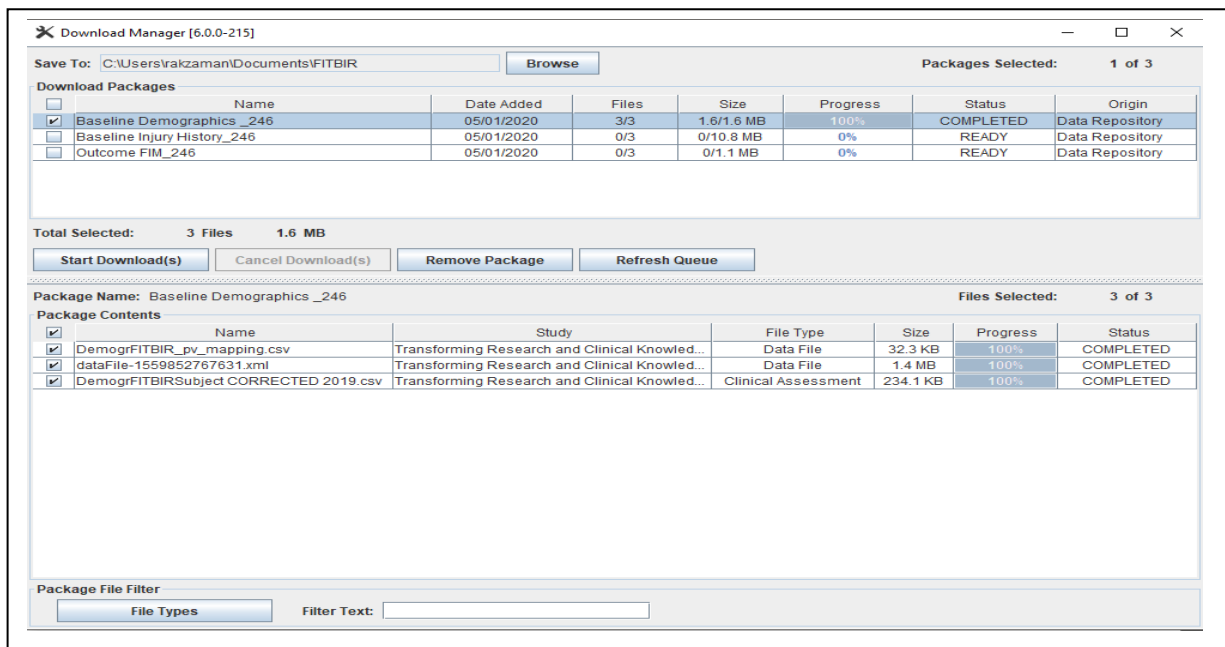 Download Manager [6.0.0-215]
Save To: C:\Users\rakzaman\Documents\FITBIR Browse Packages Selected: 1 of 3
Download Packages
Name Date Added Files Size Progress Status Origin
Baseline Demographics _246 05/01/2020 3/3 1.6/1.6 MB 100% COMPLETED Data Repository
Baseline Injury History_246 05/01/2020 0/3 0/10.8 MB 0% READY Data Repository
Outcome FIM_246 05/01/2020 0/3 0/1.1 MB 0% READY Data Repository
Total Selected: 3 Files 1.6 MB
Start Download(s) Cancel Download(s) Remove Package Refresh Queue
Package Name: Baseline Demographics _246 Files Selected: 3 of 3
Package Contents
Name Study File Type Size Progress Status
DemogrFITBIR_pv_mapping.csv Transforming Research and Clinical Knowled... Data File 32.3 KB 100% COMPLETED
dataFile-1559852767631.xml Transforming Research and Clinical Knowled... Data File 1.4 MB 100% COMPLETED
DemogrFITBIRSubject CORRECTED 2019.csv Transforming Research and Clinical Knowled... Clinical Assessment 234.1 KB 100% COMPLETED
Package File Filter
File Types Filter Text: